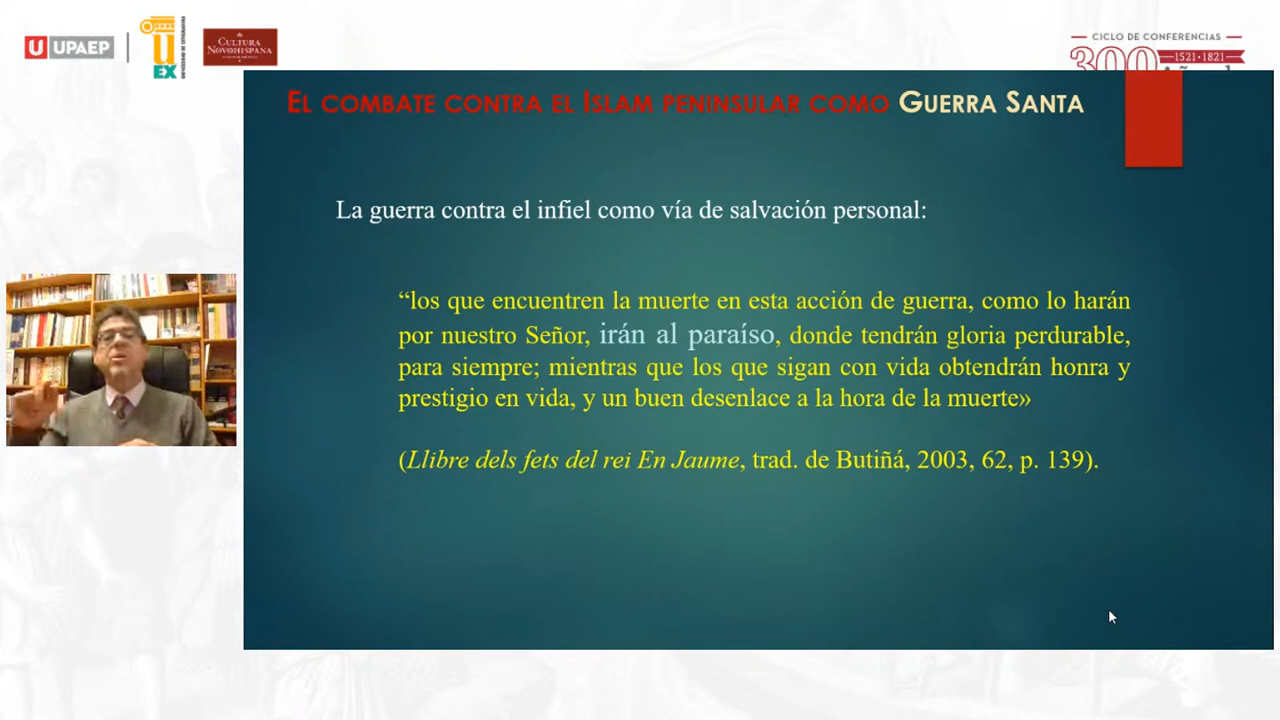 UPAEP
UEX
CULTURA
NOVOHISPANA
CICLO DE CONFERENCIAS
300
1521-1821
EL COMBATE CONTRA EL ISLAM PENINSULAR COMO GUERRA SANTA
La guerra contra el infiel como vía de salvación personal:
“los que encuentren la muerte en esta acción de guerra, como lo harán
por nuestro Señor, irán al paraíso, donde tendrán gloria perdurable,
para siempre; mientras que los que sigan con vida obtendrán honra y
prestigio en vida, y un buen desenlace a la hora de la muerte»
(Llibre dels fets del rei En Jaume, trad. de Butiñá, 2003, 62, p. 139).